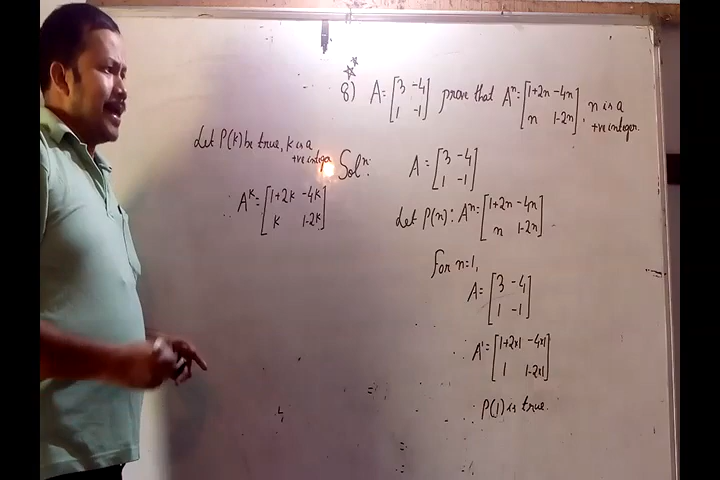 8) A = [3 -4
1 -1] prove that Aⁿ = [1+2n -4n
n 1-2n], n is a
+ve integer.
Solⁿ: A = [3 -4
1 -1]
Let P(n): Aⁿ = [1+2n -4n
n 1-2n]
For n=1,
A = [3 -4
1 -1]
∴ A¹ = [1+2×1 -4×1
1 1-2×1]
∴ P(1) is true.
Let P(k) be true, k is a
+ve integer
∴ Aᴷ = [1+2k -4k
k 1-2k]